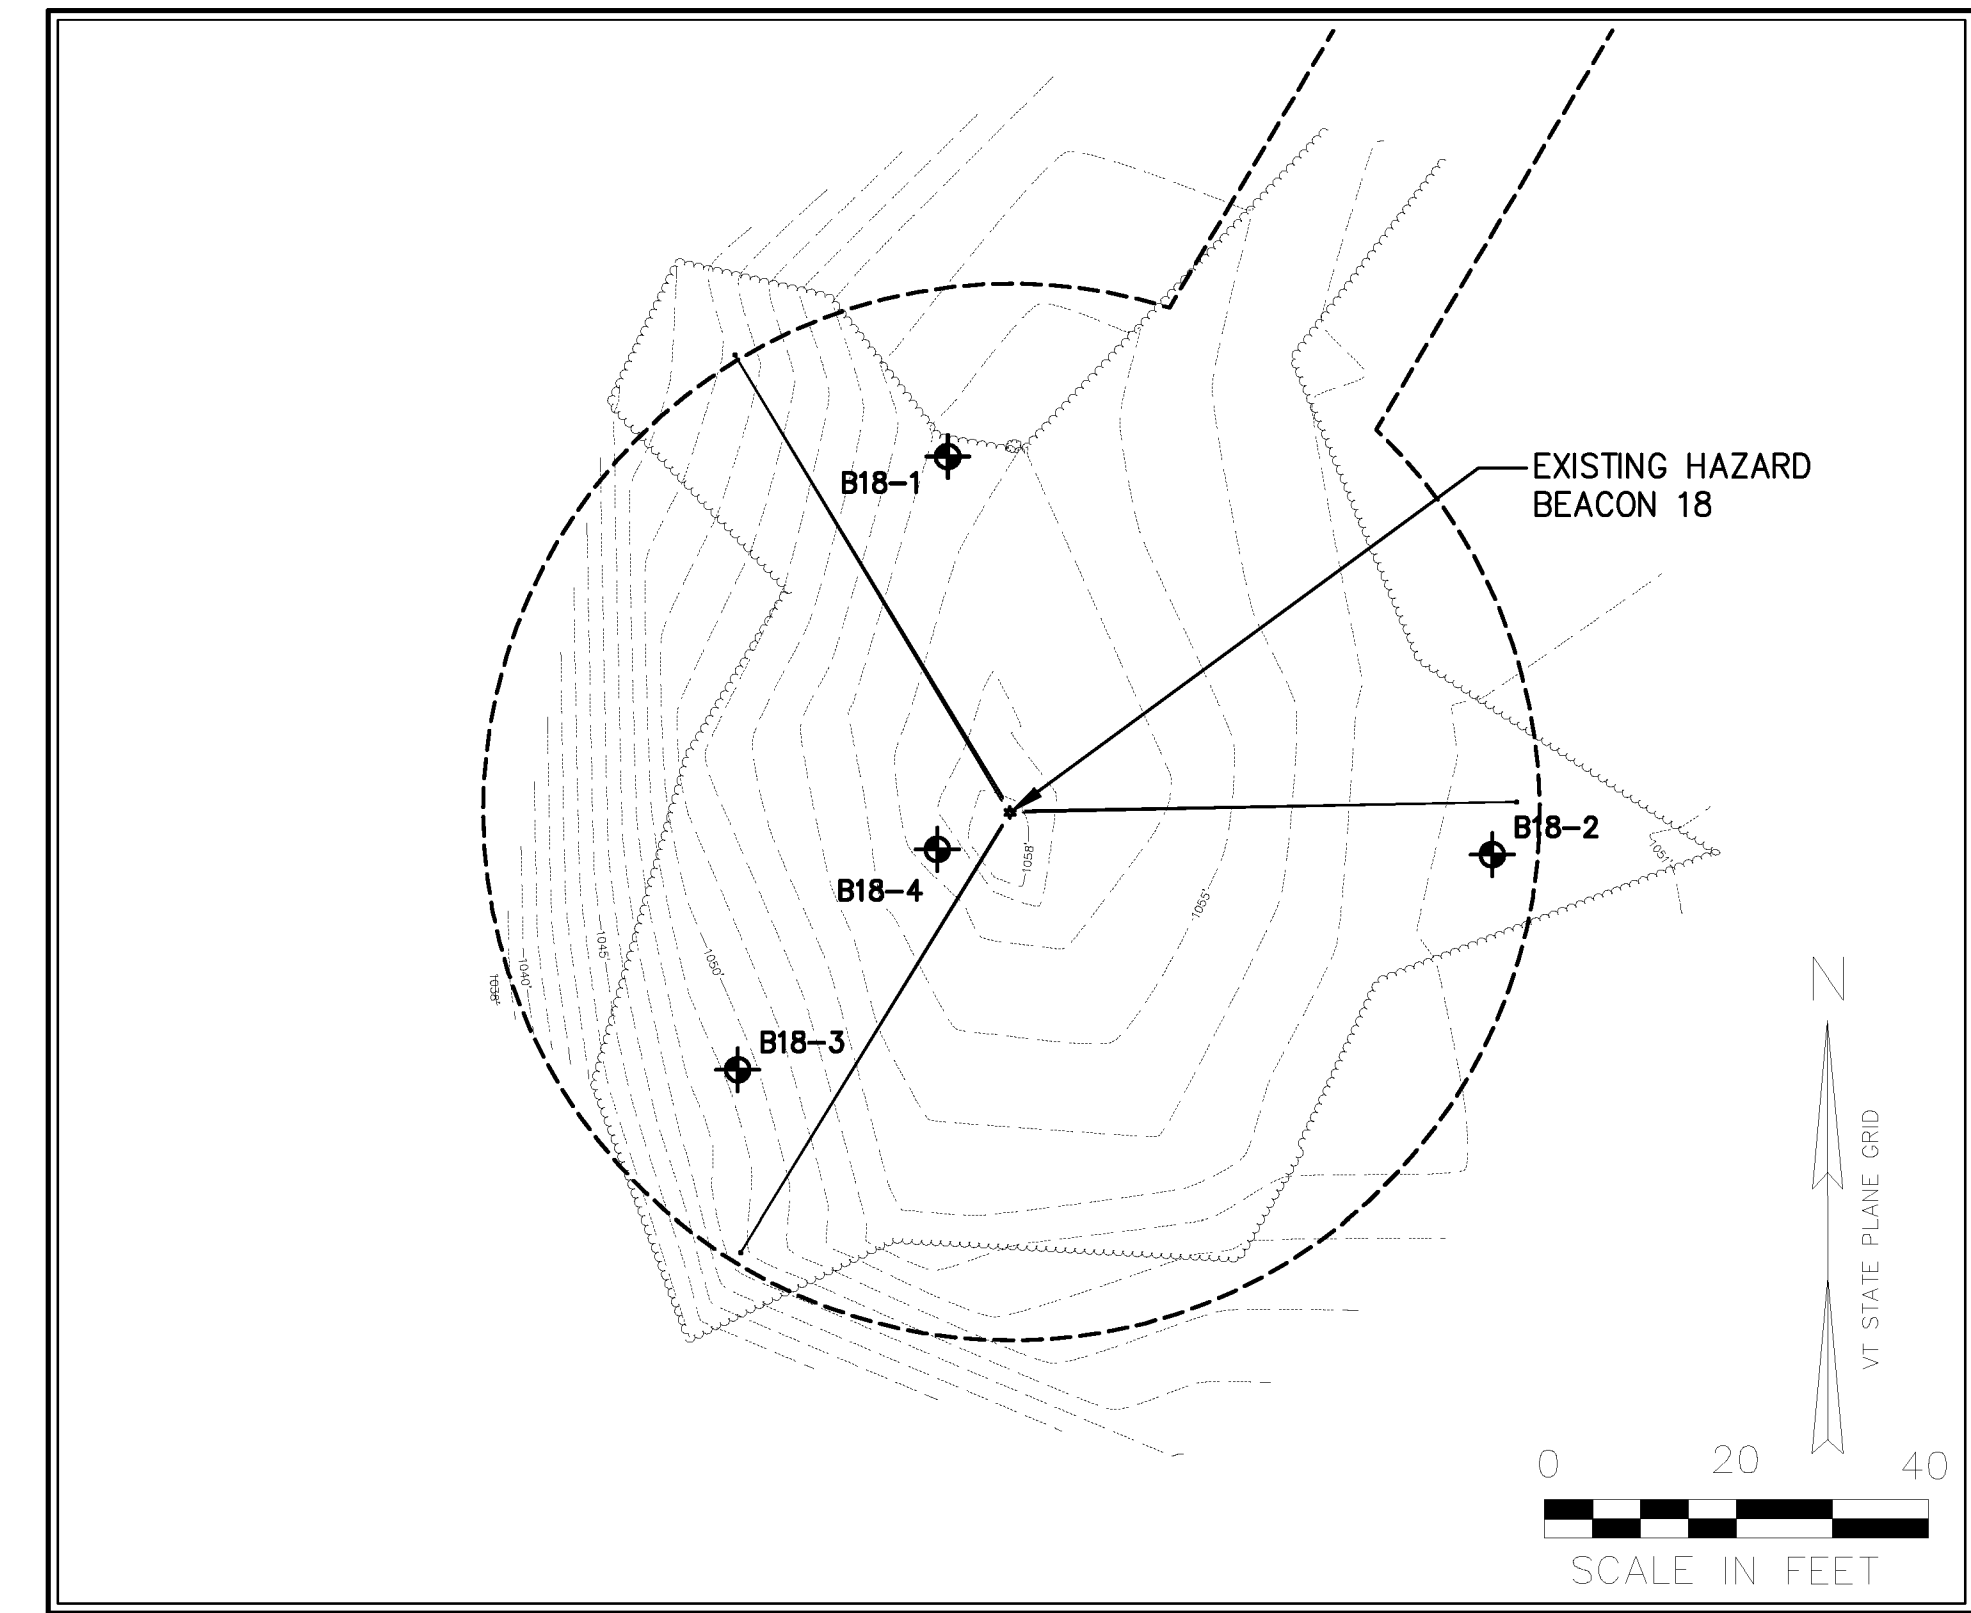 B18-1
EXISTING HAZARD
BEACON 18
B18-2
1058'
1051'
B18-4
1055'
1045'
1050'
1040'
1038'
N
B18-3
VT STATE PLANE GRID
0 20 40
SCALE IN FEET